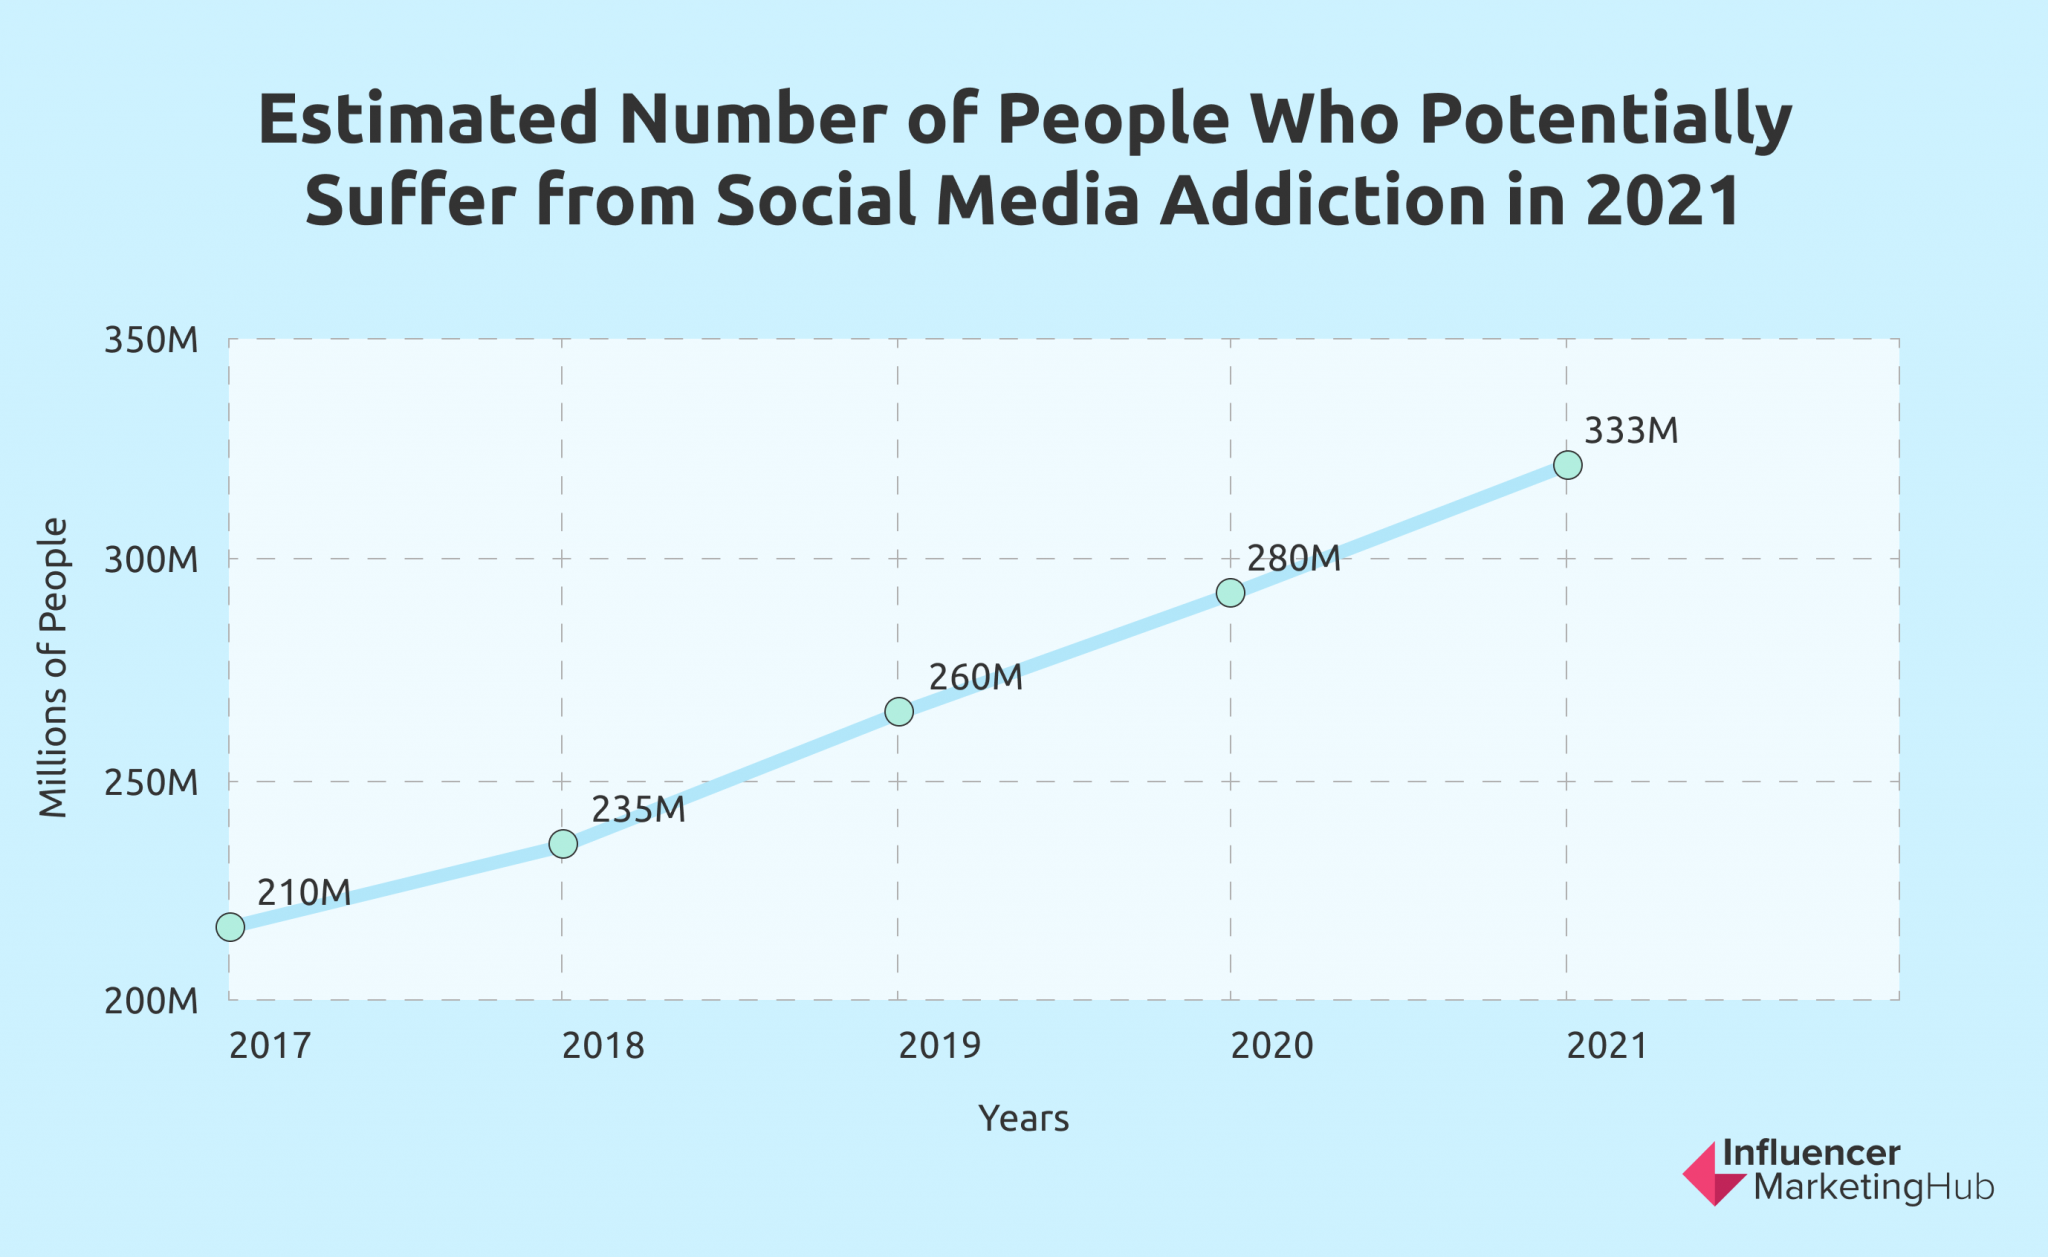 Estimated Number of People Who Potentially
Suffer from Social Media Addiction in 2021
350M
300M
250M
200M
Millions of People
210M
235M
260M
280M
333M
2017
2018
2019
2020
2021
Years
Influencer
MarketingHub